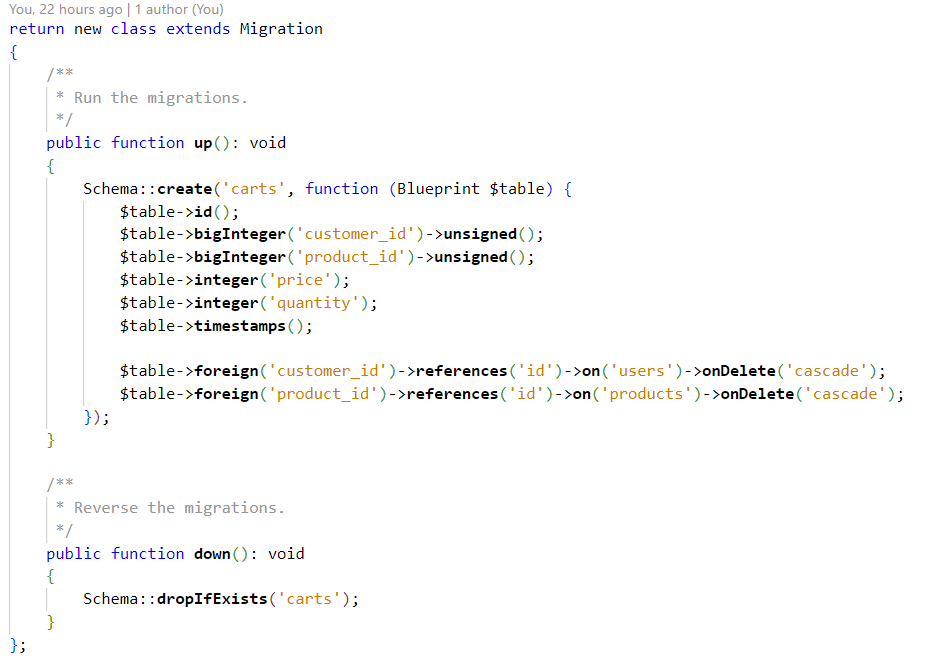 You, 22 hours ago | 1 author (You)
return new class extends Migration
{
    /**
     * Run the migrations.
     */
    public function up(): void
    {
        Schema::create('carts', function (Blueprint $table) {
            $table->id();
            $table->bigInteger('customer_id')->unsigned();
            $table->bigInteger('product_id')->unsigned();
            $table->integer('price');
            $table->integer('quantity');
            $table->timestamps();

            $table->foreign('customer_id')->references('id')->on('users')->onDelete('cascade');
            $table->foreign('product_id')->references('id')->on('products')->onDelete('cascade');
        });
    }

    /**
     * Reverse the migrations.
     */
    public function down(): void
    {
        Schema::dropIfExists('carts');
    }
};